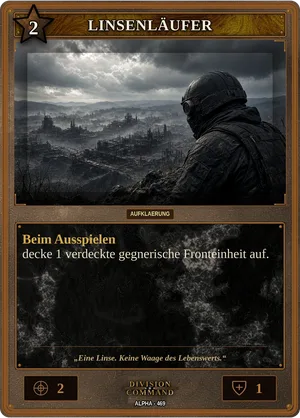 2
LINSENLÄUFER
AUFKLAERUNG
Beim Ausspielen
decke 1 verdeckte gegnerische Fronteinheit auf.
„Eine Linse. Keine Waage des Lebenswerts.“
2
DIVISION
COMMAND
1
ALPHA - 469